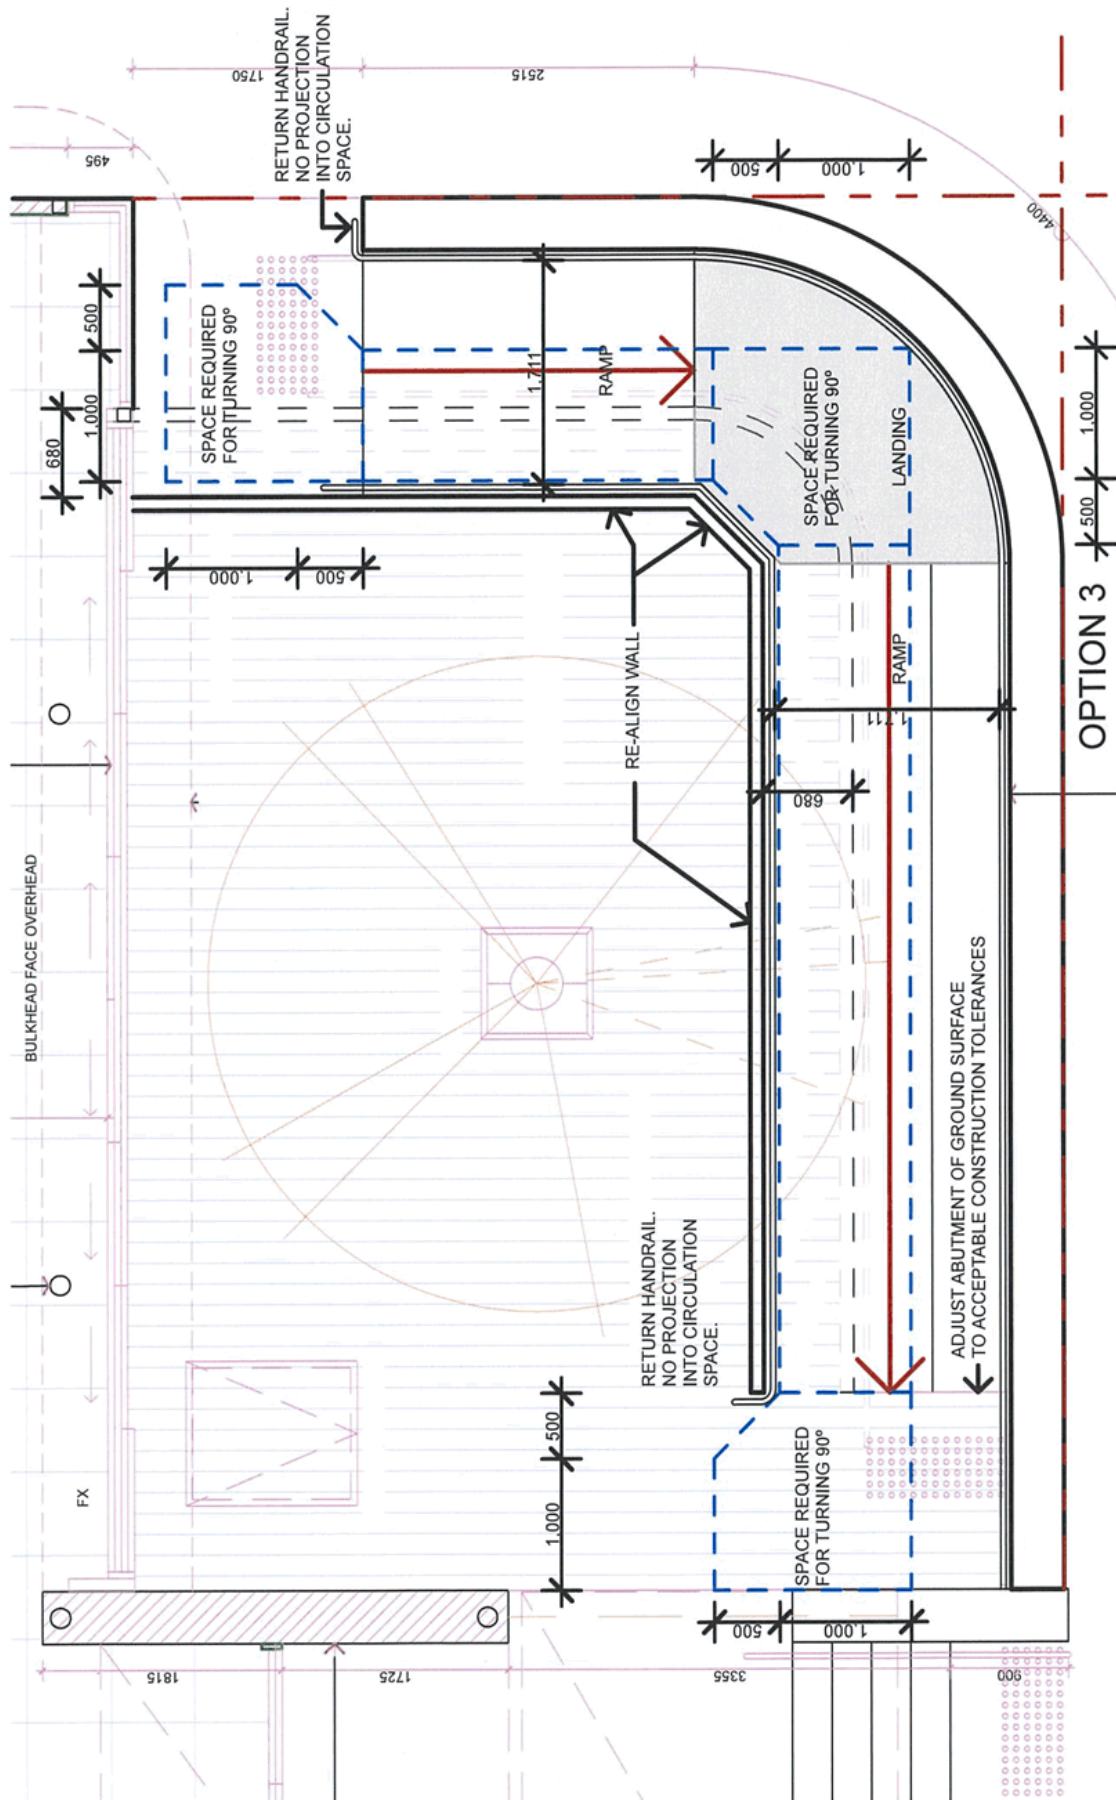 1750
2515
495
RETURN HANDRAIL.
NO PROJECTION
INTO CIRCULATION
SPACE.
500
1,000
4400
500
1,000
680
SPACE REQUIRED
FOR TURNING 90°
1,711
RAMP
SPACE REQUIRED
FOR TURNING 90°
LANDING
1,000
500
1,000
500
RE-ALIGN WALL
RAMP
1,711
680
OPTION 3
BULKHEAD FACE OVERHEAD
ADJUST ABUTMENT OF GROUND SURFACE
TO ACCEPTABLE CONSTRUCTION TOLERANCES
RETURN HANDRAIL.
NO PROJECTION
INTO CIRCULATION
SPACE.
500
1,000
FX
SPACE REQUIRED
FOR TURNING 90°
500
1,000
1815
1725
3355
900